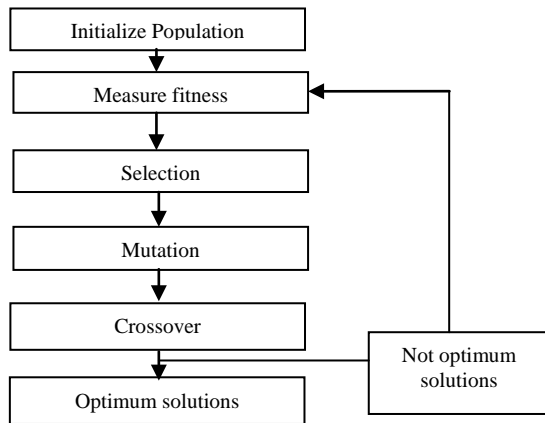 Initialize Population
Measure fitness
Selection
Mutation
Crossover
Not optimum
solutions
Optimum solutions